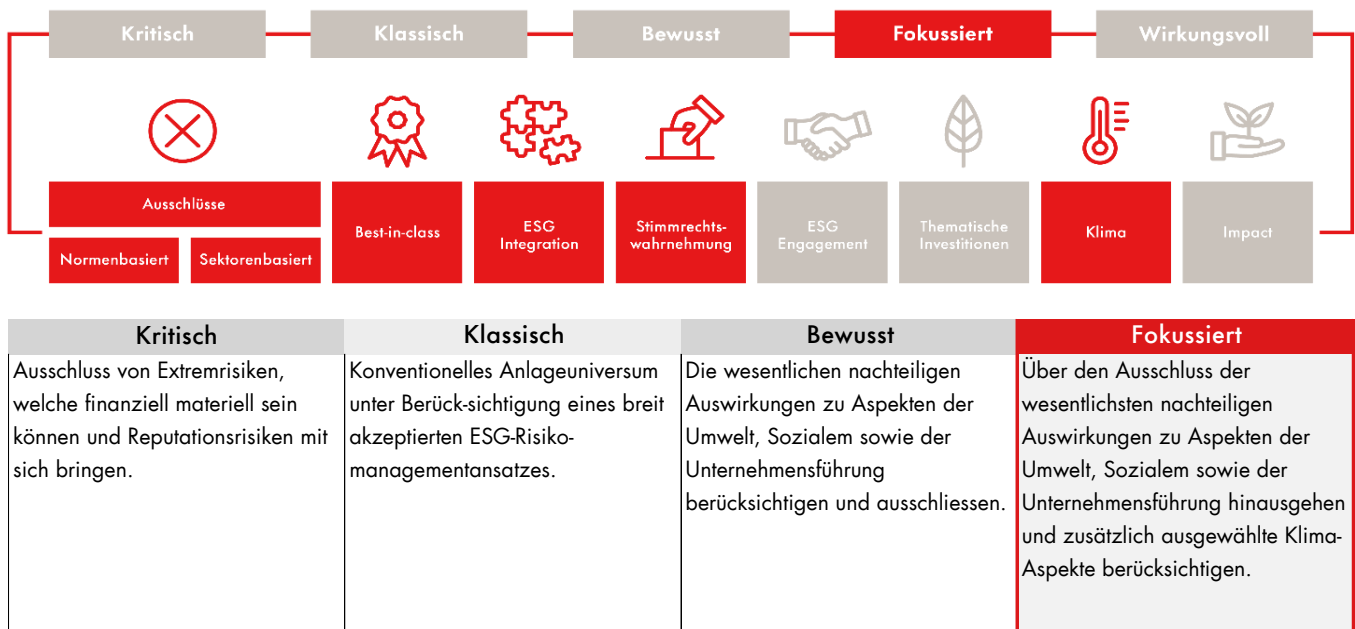 Kritisch
Klassisch
Bewusst
Fokussiert
Wirkungsvoll
Ausschlüsse
Normenbasiert
Sektorenbasiert
Best-in-class
ESG
Integration
Stimmrechts-
wahrnehmung
ESG
Engagement
Thematische
Investitionen
Klima
Impact
Kritisch
Ausschluss von Extremrisiken,
welche finanziell materiell sein
können und Reputationsrisiken mit
sich bringen.
Klassisch
Konventionelles Anlageuniversum
unter Berück-sichtigung eines breit
akzeptierten ESG-Risiko-
managementansatzes.
Bewusst
Die wesentlichen nachteiligen
Auswirkungen zu Aspekten der
Umwelt, Sozialem sowie der
Unternehmensführung
berücksichtigen und ausschliessen.
Fokussiert
Über den Ausschluss der
wesentlichsten nachteiligen
Auswirkungen zu Aspekten der
Umwelt, Sozialem sowie der
Unternehmensführung hinausgehen
und zusätzlich ausgewählte Klima-
Aspekte berücksichtigen.